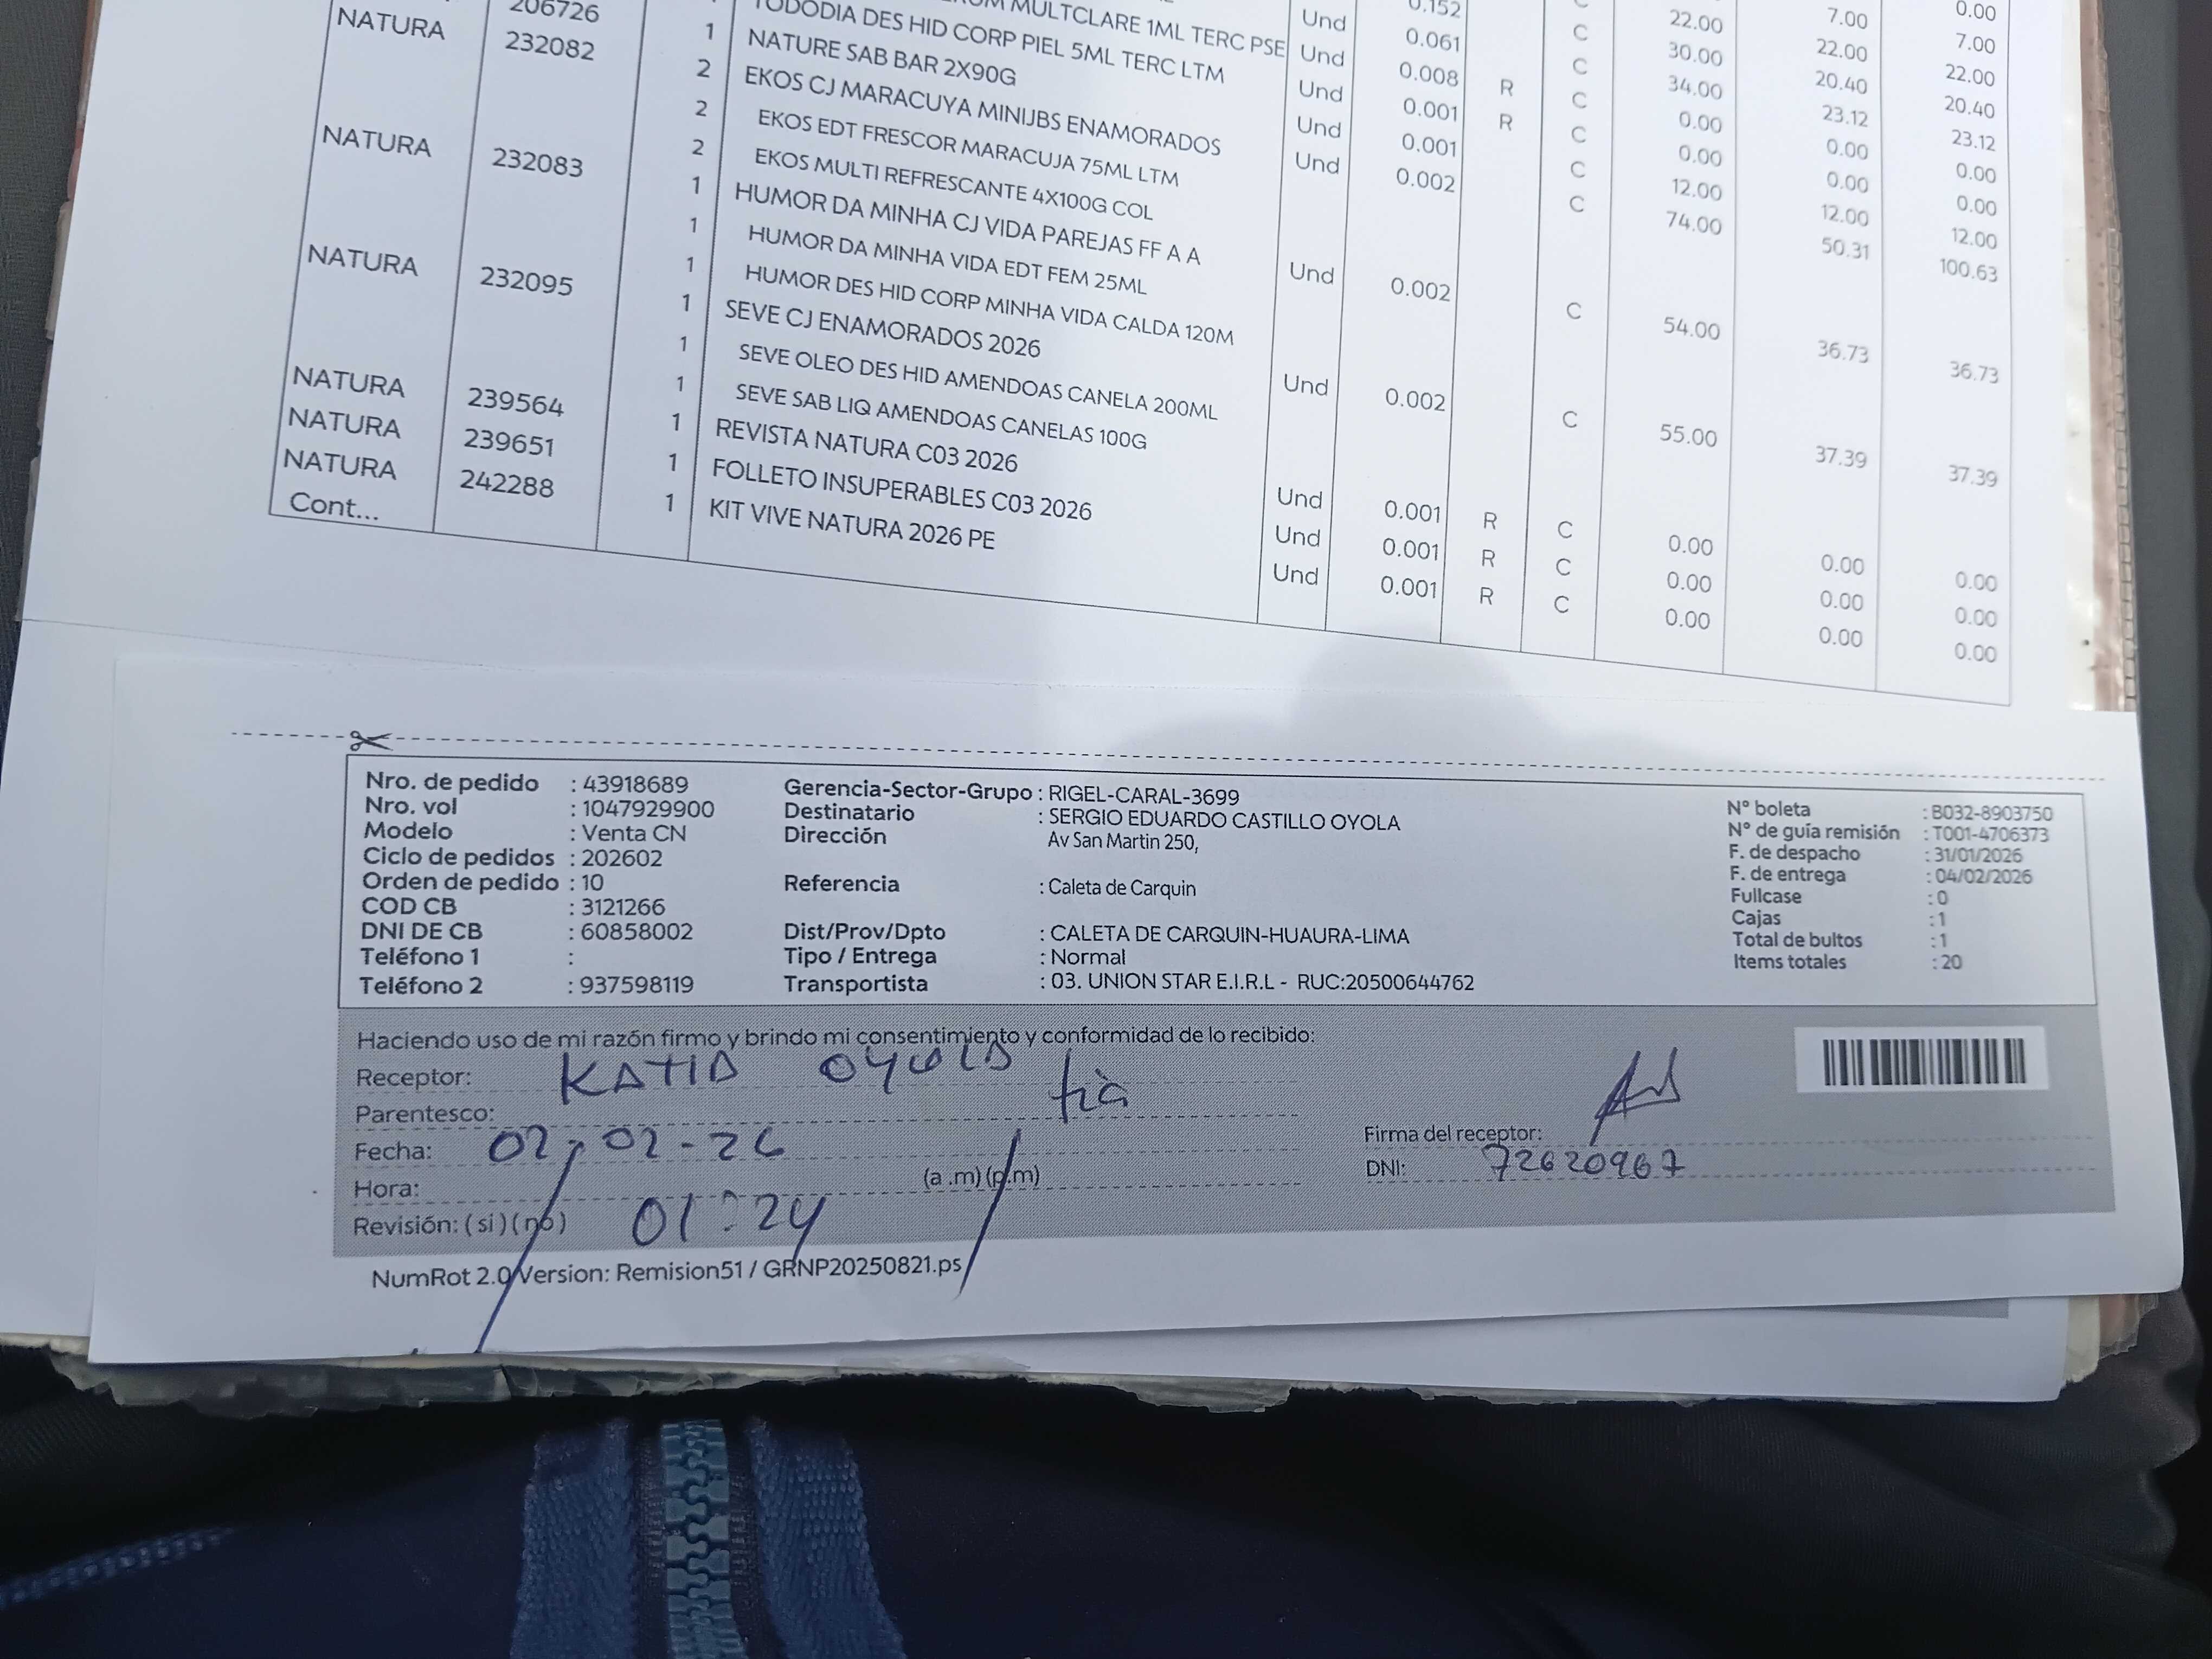 206726 Und 0.152 C 22.00 7.00 0.00
NATURA 232082 1 TODODIA DES HID CORP PIEL 5ML TERC LTM Und 0.061 C 30.00 22.00 7.00
MULTCLARE 1ML TERC PSE
1 NATURE SAB BAR 2X90G Und 0.008 R C 34.00 20.40 22.00
2 EKOS CJ MARACUYA MINIJBS ENAMORADOS Und 0.001 R C 0.00 23.12 20.40
2 EKOS EDT FRESCOR MARACUJA 75ML LTM Und 0.001 C 0.00 0.00 23.12
NATURA 232083 2 EKOS MULTI REFRESCANTE 4X100G COL Und 0.002 C 12.00 0.00 0.00
1 HUMOR DA MINHA CJ VIDA PAREJAS FF A A C 74.00 12.00 0.00
1 HUMOR DA MINHA VIDA EDT FEM 25ML 50.31 12.00
1 HUMOR DES HID CORP MINHA VIDA CALDA 120M Und 0.002 100.63
NATURA 232095 1 SEVE CJ ENAMORADOS 2026 C 54.00 36.73 36.73
1 SEVE OLEO DES HID AMENDOAS CANELA 200ML Und 0.002
1 SEVE SAB LIQ AMENDOAS CANELAS 100G C 55.00 37.39 37.39
NATURA 239564 1 REVISTA NATURA C03 2026 Und 0.001 R C 0.00 0.00 0.00
NATURA 239651 1 FOLLETO INSUPERABLES C03 2026 Und 0.001 R C 0.00 0.00 0.00
NATURA 242288 1 KIT VIVE NATURA 2026 PE Und 0.001 R C 0.00 0.00 0.00
Cont...
Nro. de pedido : 43918689 Gerencia-Sector-Grupo : RIGEL-CARAL-3699 N° boleta : B032-8903750
Nro. vol : 1047929900 Destinatario : SERGIO EDUARDO CASTILLO OYOLA N° de guía remisión : T001-4706373
Modelo : Venta CN Dirección Av San Martin 250, F. de despacho : 31/01/2026
Ciclo de pedidos : 202602 F. de entrega : 04/02/2026
Orden de pedido : 10 Referencia : Caleta de Carquin Fullcase : 0
COD CB : 3121266 Cajas : 1
DNI DE CB : 60858002 Dist/Prov/Dpto : CALETA DE CARQUIN-HUAURA-LIMA Total de bultos : 1
Teléfono 1 : Tipo / Entrega : Normal Items totales : 20
Teléfono 2 : 937598119 Transportista : 03. UNION STAR E.I.R.L - RUC:20500644762
Haciendo uso de mi razón firmo y brindo mi consentimiento y conformidad de lo recibido:
Receptor: KATIA OYOLA
Parentesco: tia
Fecha: 02-02-26 Firma del receptor:
Hora: (a .m) (p.m) DNI: 72620967
Revisión: ( si ) ( no ) 01:24
NumRot 2.0 Version: Remision51 / GRNP20250821.ps